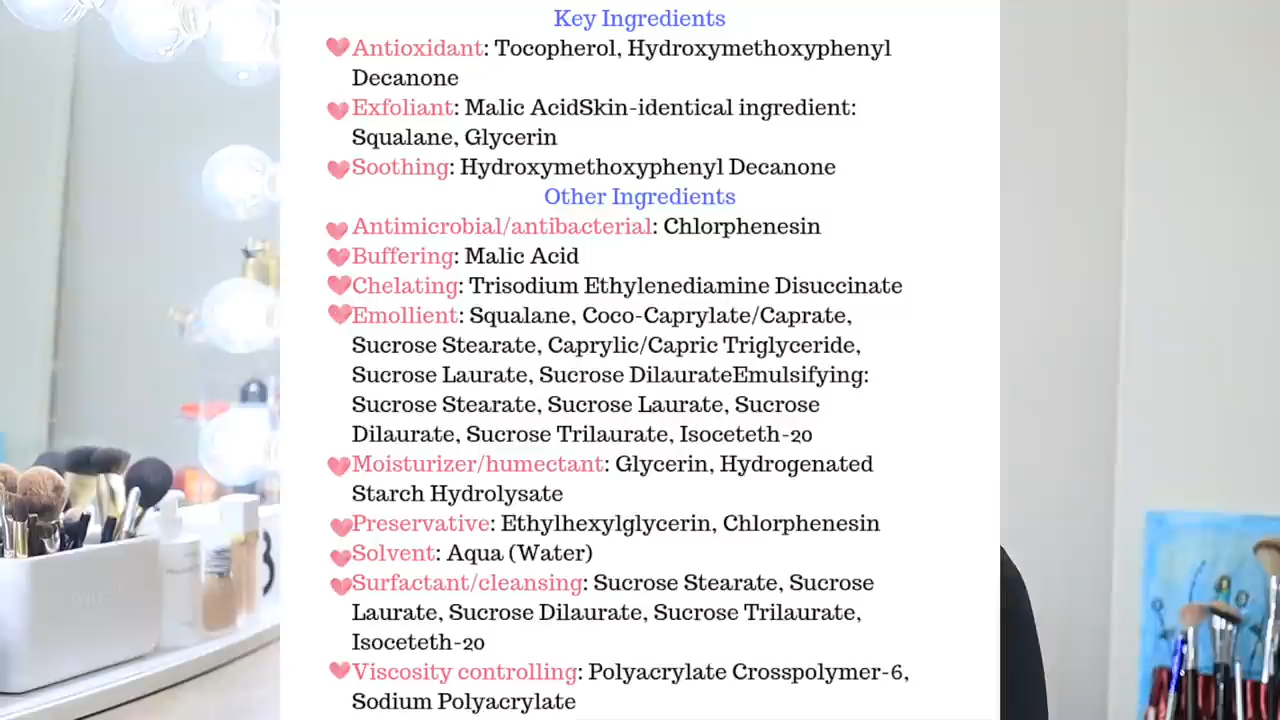 Key Ingredients
Antioxidant: Tocopherol, Hydroxymethoxyphenyl
Decanone
Exfoliant: Malic AcidSkin-identical ingredient:
Squalane, Glycerin
Soothing: Hydroxymethoxyphenyl Decanone
Other Ingredients
Antimicrobial/antibacterial: Chlorphenesin
Buffering: Malic Acid
Chelating: Trisodium Ethylenediamine Disuccinate
Emollient: Squalane, Coco-Caprylate/Caprate,
Sucrose Stearate, Caprylic/Capric Triglyceride,
Sucrose Laurate, Sucrose DilaurateEmulsifying:
Sucrose Stearate, Sucrose Laurate, Sucrose
Dilaurate, Sucrose Trilaurate, Isoceteth-20
Moisturizer/humectant: Glycerin, Hydrogenated
Starch Hydrolysate
Preservative: Ethylhexylglycerin, Chlorphenesin
Solvent: Aqua (Water)
Surfactant/cleansing: Sucrose Stearate, Sucrose
Laurate, Sucrose Dilaurate, Sucrose Trilaurate,
Isoceteth-20
Viscosity controlling: Polyacrylate Crosspolymer-6,
Sodium Polyacrylate